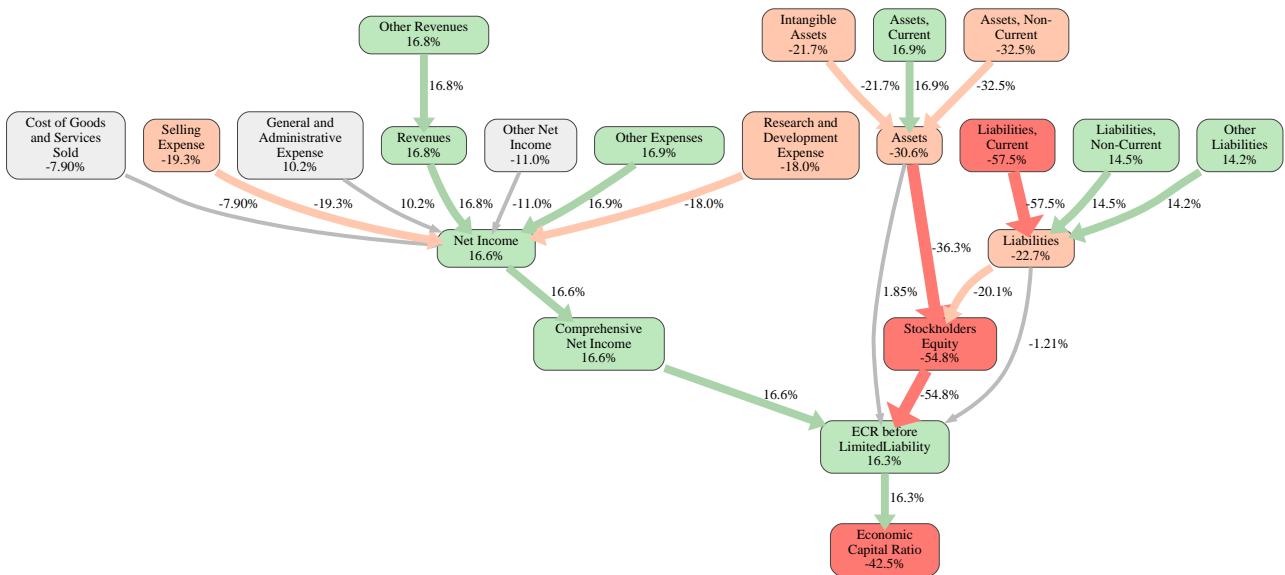 Other Revenues
16.8%
Intangible
Assets
-21.7%
Assets,
Current
16.9%
Assets, Non-
Current
-32.5%
16.8%
-21.7%
16.9%
-32.5%
Cost of Goods
and Services
Sold
-7.90%
Selling
Expense
-19.3%
General and
Administrative
Expense
10.2%
Revenues
16.8%
Other Net
Income
-11.0%
Other Expenses
16.9%
Research and
Development
Expense
-18.0%
Assets
-30.6%
Liabilities,
Current
-57.5%
Liabilities,
Non-Current
14.5%
Other
Liabilities
14.2%
-7.90%
-19.3%
10.2%
16.8%
-11.0%
16.9%
-18.0%
-57.5%
14.5%
14.2%
Net Income
16.6%
Liabilities
-22.7%
-36.3%
16.6%
1.85%
-20.1%
Comprehensive
Net Income
16.6%
Stockholders
Equity
-54.8%
-1.21%
16.6%
-54.8%
ECR before
LimitedLiability
16.3%
16.3%
Economic
Capital Ratio
-42.5%